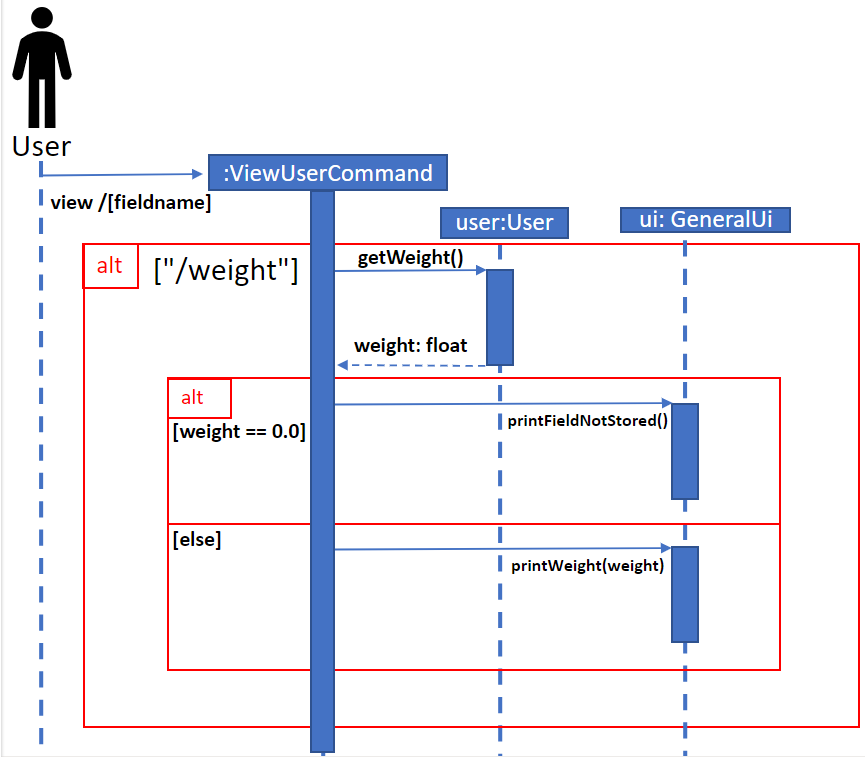 User
:ViewUserCommand
view /[fieldname]
user:User
ui: GeneralUi
alt
["/weight"]
getWeight()
weight: float
alt
printFieldNotStored()
[weight == 0.0]
[else]
printWeight(weight)